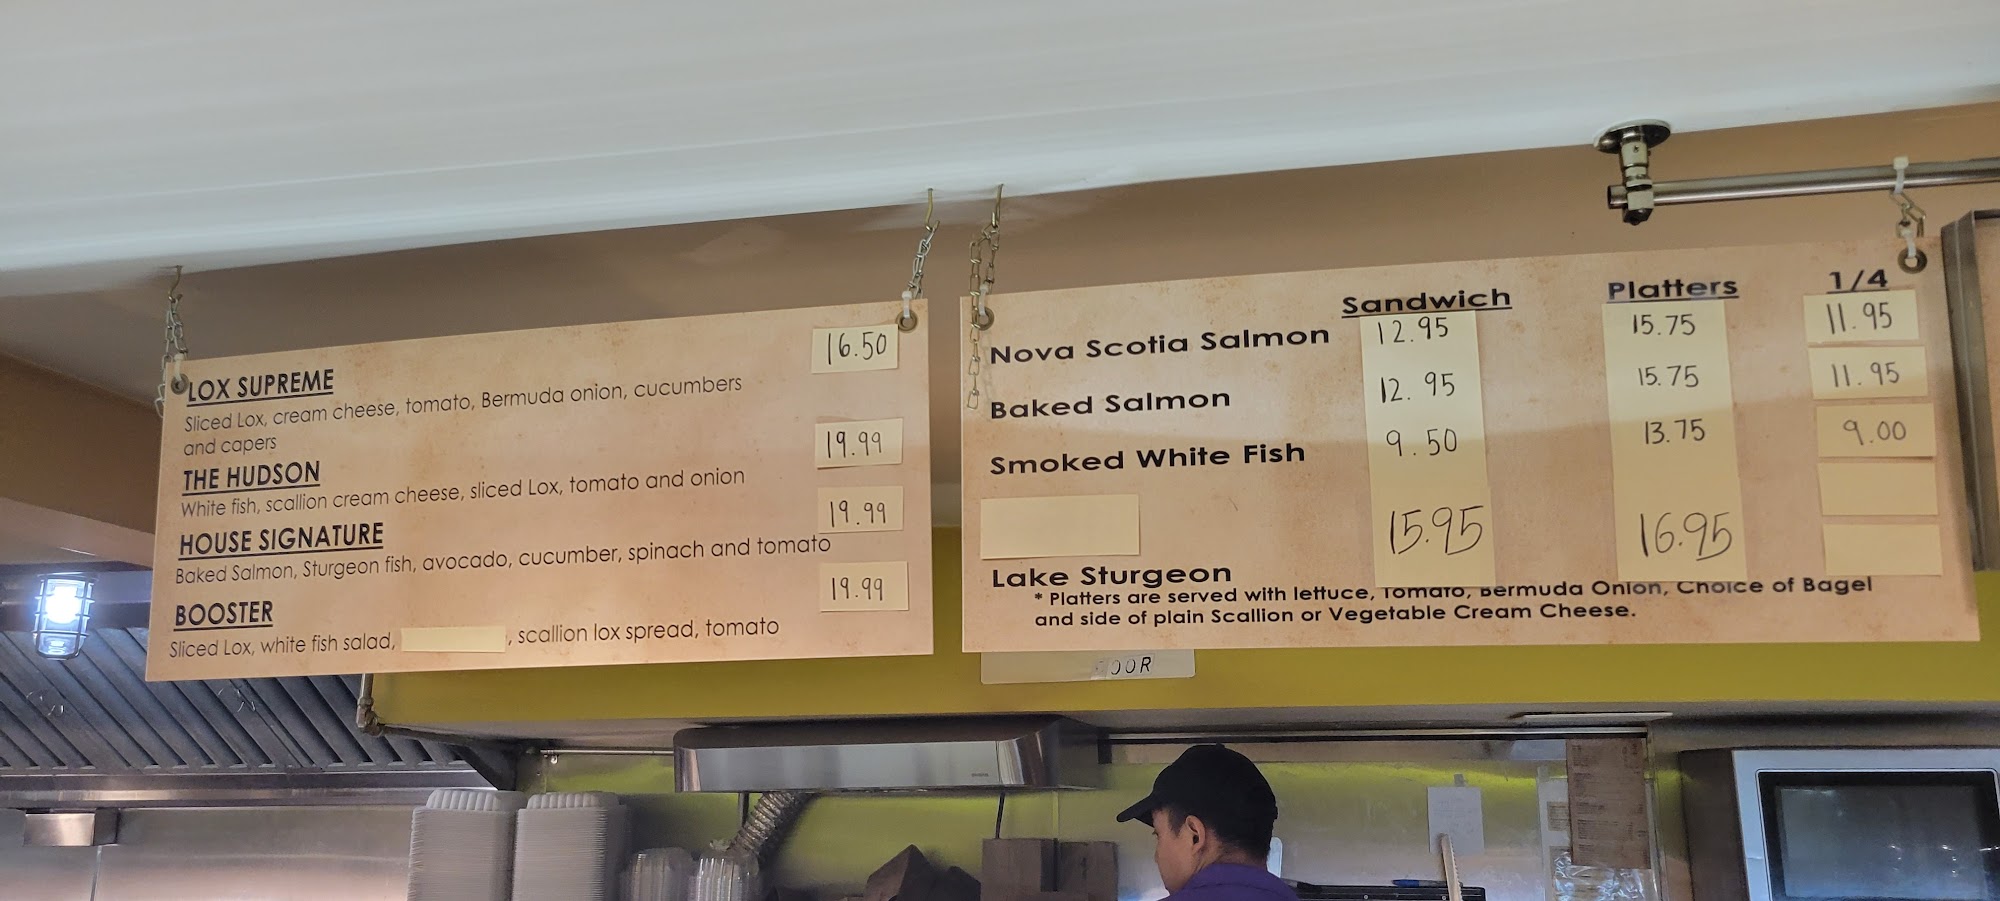 LOX SUPREME 16.50
Sliced Lox, cream cheese, tomato, Bermuda onion, cucumbers
and capers
THE HUDSON 19.99
White fish, scallion cream cheese, sliced Lox, tomato and onion
HOUSE SIGNATURE 19.99
Baked Salmon, Sturgeon fish, avocado, cucumber, spinach and tomato
BOOSTER 19.99
Sliced Lox, white fish salad, , scallion lox spread, tomato
Sandwich Platters 1/4
Nova Scotia Salmon 12.95 15.75 11.95
Baked Salmon 12.95 15.75 11.95
Smoked White Fish 9.50 13.75 9.00
Lake Sturgeon 15.95 16.95
* Platters are served with lettuce, Tomato, Bermuda Onion, Choice of Bagel
and side of plain Scallion or Vegetable Cream Cheese.